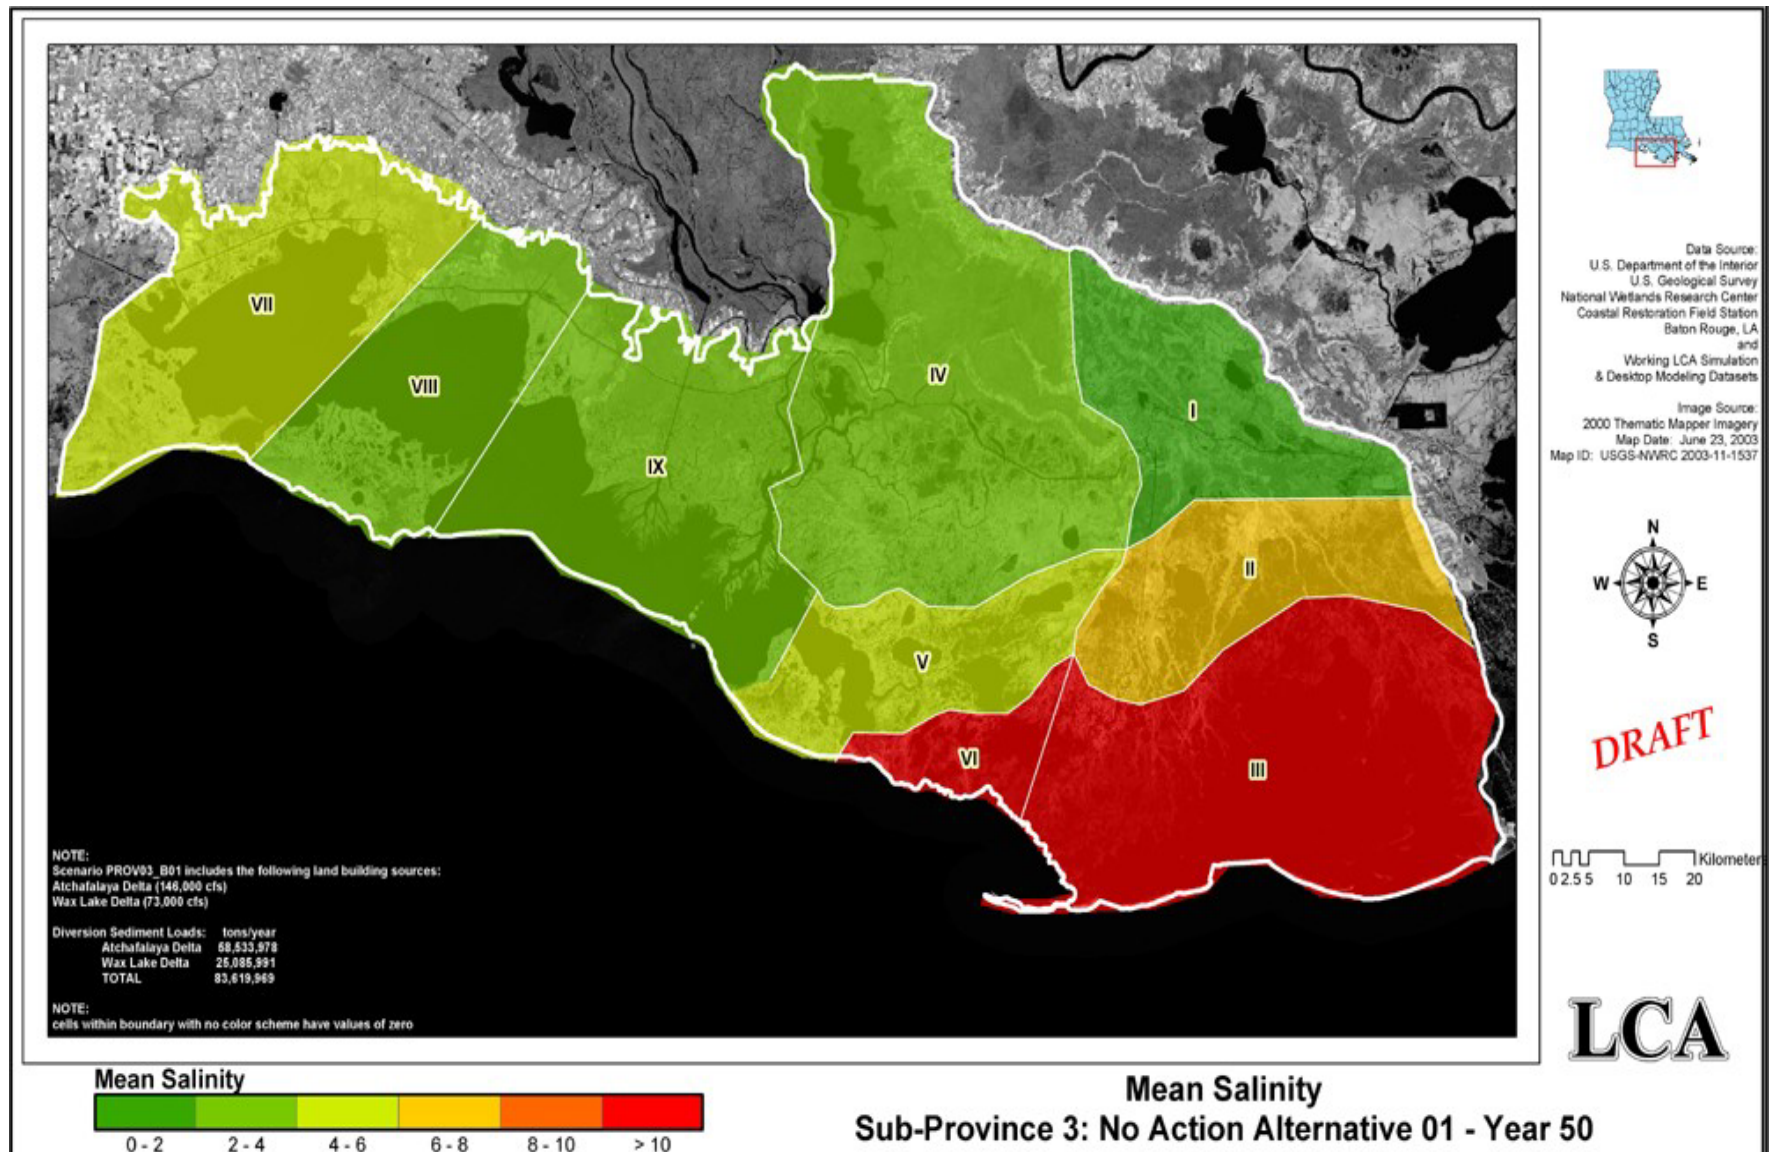 VII
VIII
IX
IV
I
II
V
VI
III
NOTE:
Scenario PROV03_B01 includes the following land building sources:
Atchafalaya Delta (146,000 cfs)
Wax Lake Delta (73,000 cfs)
Diversion Sediment Loads: tons/year
Atchafalaya Delta 58,533,978
Wax Lake Delta 25,085,991
TOTAL 83,619,969
NOTE:
cells within boundary with no color scheme have values of zero
Data Source:
U.S. Department of the Interior
U.S. Geological Survey
National Wetlands Research Center
Coastal Restoration Field Station
Baton Rouge, LA
and
Working LCA Simulation
& Desktop Modeling Datasets
Image Source:
2000 Thematic Mapper Imagery
Map Date: June 23, 2003
Map ID: USGS-NWRC 2003-11-1537
N
W E
S
DRAFT
Kilometer
0 2.5 5 10 15 20
LCA
Mean Salinity
0 - 2 2 - 4 4 - 6 6 - 8 8 - 10 > 10
Mean Salinity
Sub-Province 3: No Action Alternative 01 - Year 50